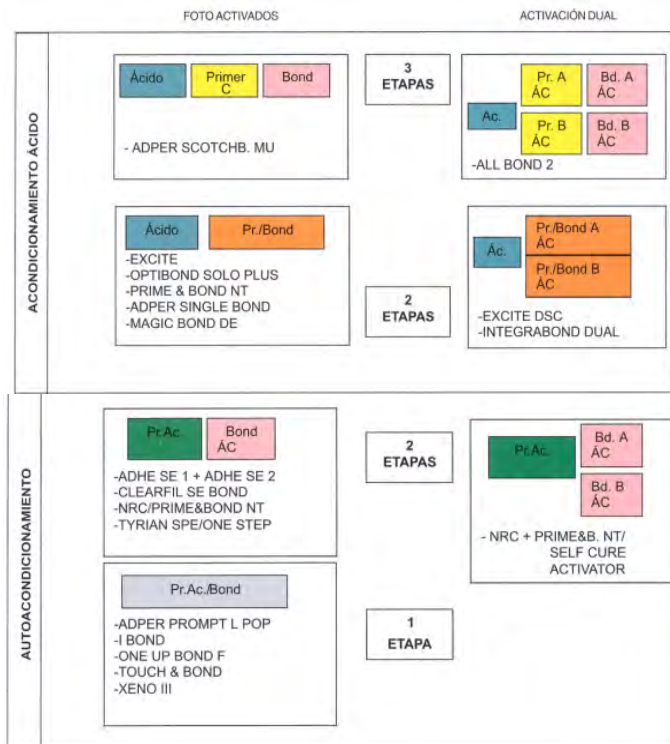 FOTO ACTIVADOS
ACTIVACIÓN DUAL
ACONDICIONAMIENTO ÁCIDO
Ácido
Primer
C
Bond
- ADPER SCOTCHB. MU
3
ETAPAS
Ac.
Pr. A
ÁC
Bd. A
ÁC
Pr. B
ÁC
Bd. B
ÁC
-ALL BOND 2
Ácido
Pr./Bond
-EXCITE
-OPTIBOND SOLO PLUS
-PRIME & BOND NT
-ADPER SINGLE BOND
-MAGIC BOND DE
2
ETAPAS
Ác.
Pr./Bond A
ÁC
Pr./Bond B
ÁC
-EXCITE DSC
-INTEGRABOND DUAL
AUTOACONDICIONAMIENTO
Pr.Ac.
Bond
ÁC
-ADHE SE 1 + ADHE SE 2
-CLEARFIL SE BOND
-NRC/PRIME&BOND NT
-TYRIAN SPE/ONE STEP
2
ETAPAS
Pr.Ac.
Bd. A
ÁC
Bd. B
ÁC
- NRC + PRIME&B. NT/
SELF CURE
ACTIVATOR
Pr.Ac./Bond
-ADPER PROMPT L POP
-I BOND
-ONE UP BOND F
-TOUCH & BOND
-XENO III
1
ETAPA